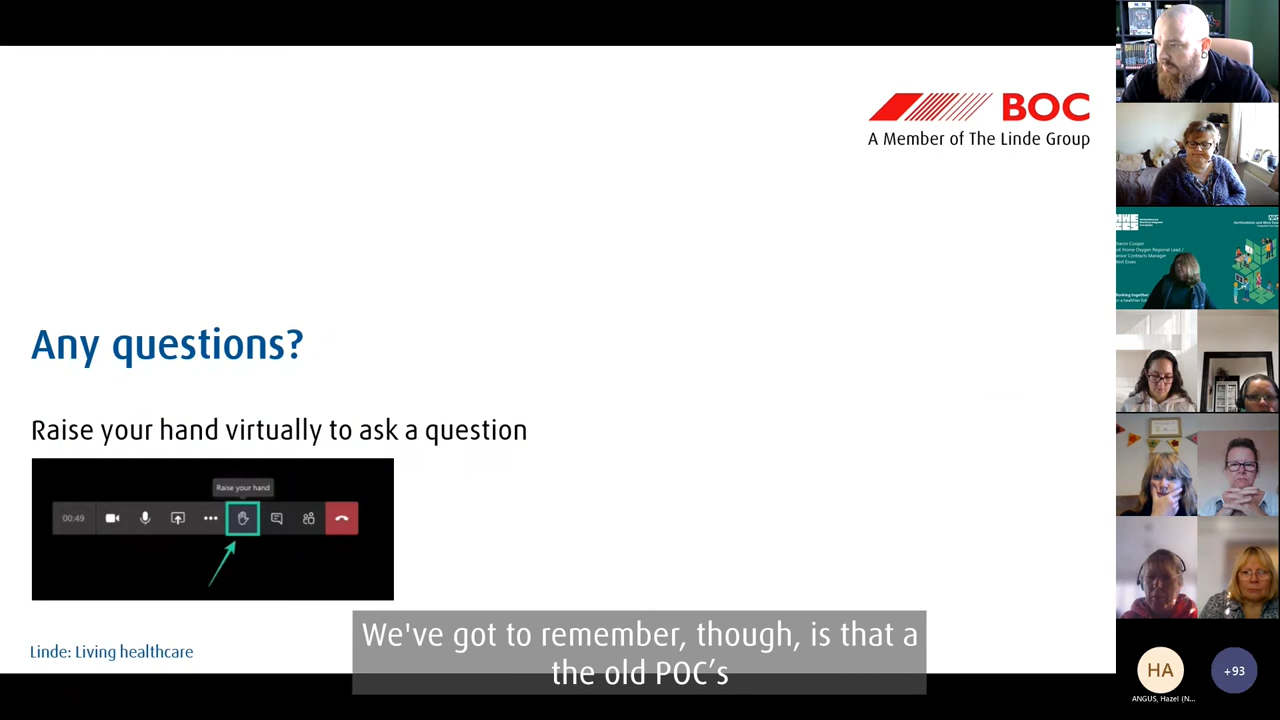 BOC
A Member of The Linde Group
Any questions?
Raise your hand virtually to ask a question
Raise your hand
00:49
Linde: Living healthcare
We've got to remember, though, is that a
the old POC’s
HA
+93
ANGUS, Hazel (N...